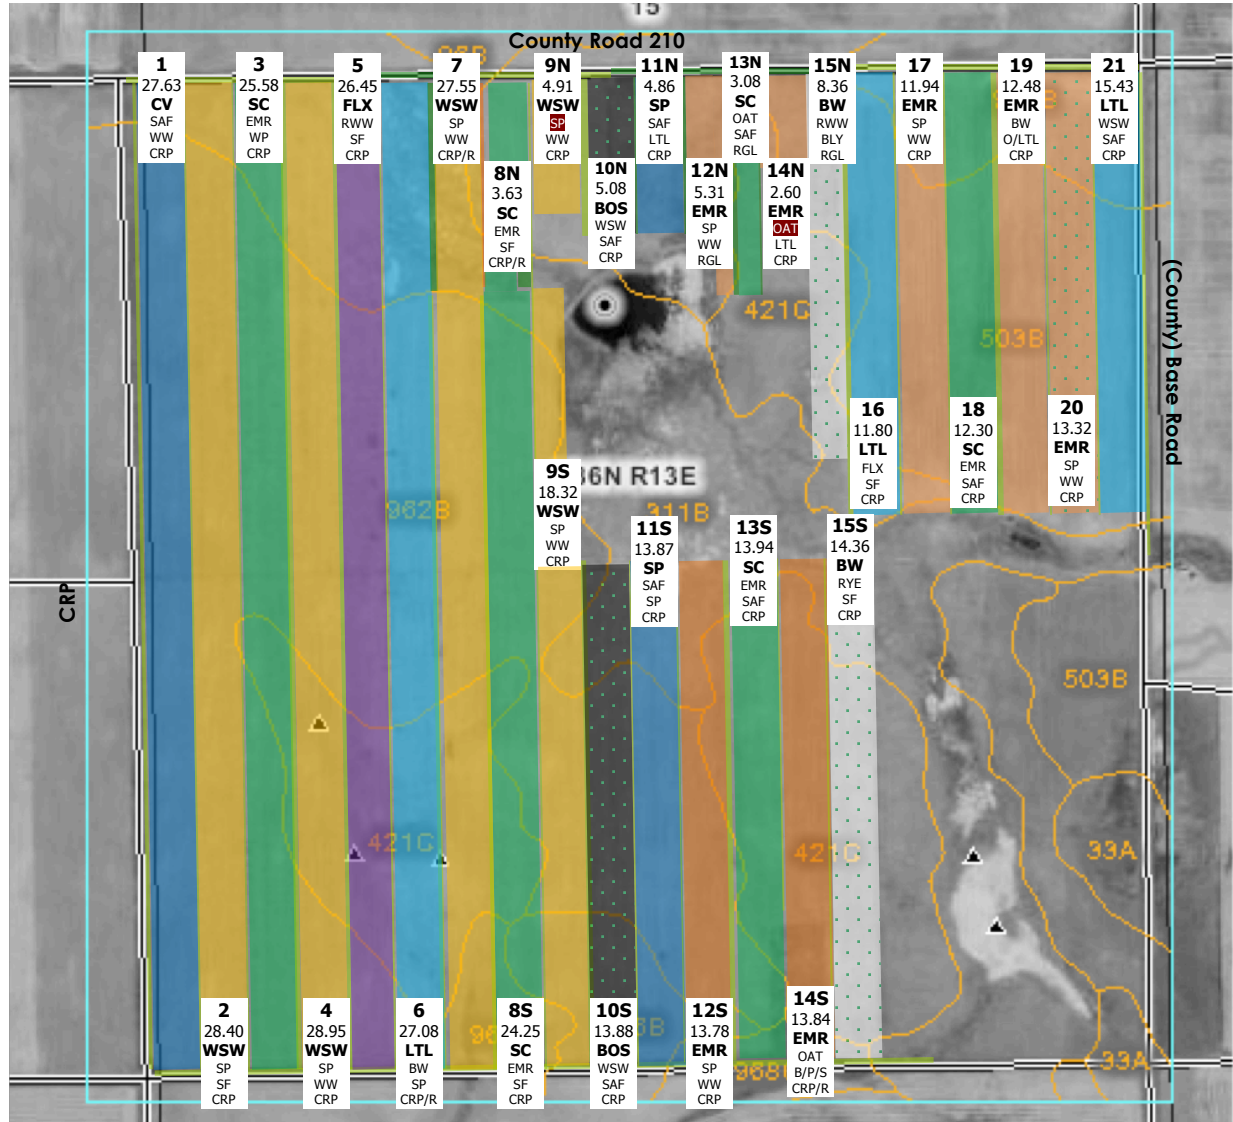 15
County Road 210
1
27.63
CV
SAF
WW
CRP
3
25.58
SC
EMR
WP
CRP
5
26.45
FLX
RWW
SF
CRP
7
27.55
WSW
SP
WW
CRP/R
9N
4.91
WSW
SP
WW
CRP
11N
4.86
SP
SAF
LTL
CRP
13N
3.08
SC
OAT
SAF
RGL
15N
8.36
BW
RWW
BLY
RGL
17
11.94
EMR
SP
WW
CRP
19
12.48
EMR
BW
O/LTL
CRP
21
15.43
LTL
WSW
SAF
CRP
8N
3.63
SC
EMR
SF
CRP/R
10N
5.08
BOS
WSW
SAF
CRP
12N
5.31
EMR
SP
WW
RGL
14N
2.60
EMR
OAT
LTL
CRP
(County) Base Road
503B
16
11.80
LTL
FLX
SF
CRP
18
12.30
SC
EMR
SAF
CRP
20
13.32
EMR
SP
WW
CRP
9S
18.32
WSW
SP
WW
CRP
36N R13E
962B
311B
11S
13.87
SP
SAF
SP
CRP
13S
13.94
SC
EMR
SAF
CRP
15S
14.36
BW
RYE
SF
CRP
CRP
503B
33A
2
28.40
WSW
SP
SF
CRP
4
28.95
WSW
SP
WW
CRP
6
27.08
LTL
BW
SP
CRP/R
8S
24.25
SC
EMR
SF
CRP
10S
13.88
BOS
WSW
SAF
CRP
12S
13.78
EMR
SP
WW
CRP
14S
13.84
EMR
OAT
B/P/S
CRP/R
33A